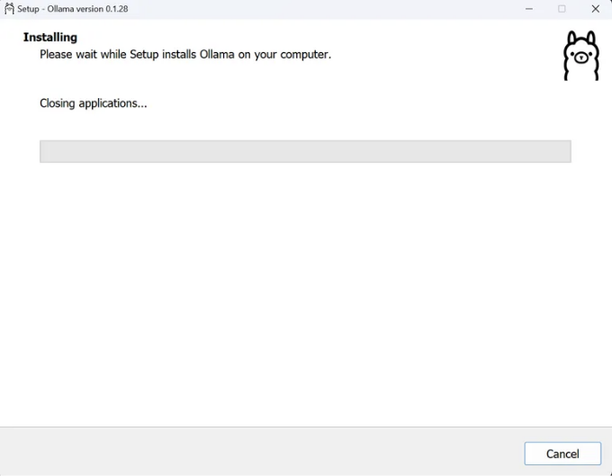 Setup - Ollama version 0.1.28
Installing
Please wait while Setup installs Ollama on your computer.
Closing applications...
Cancel